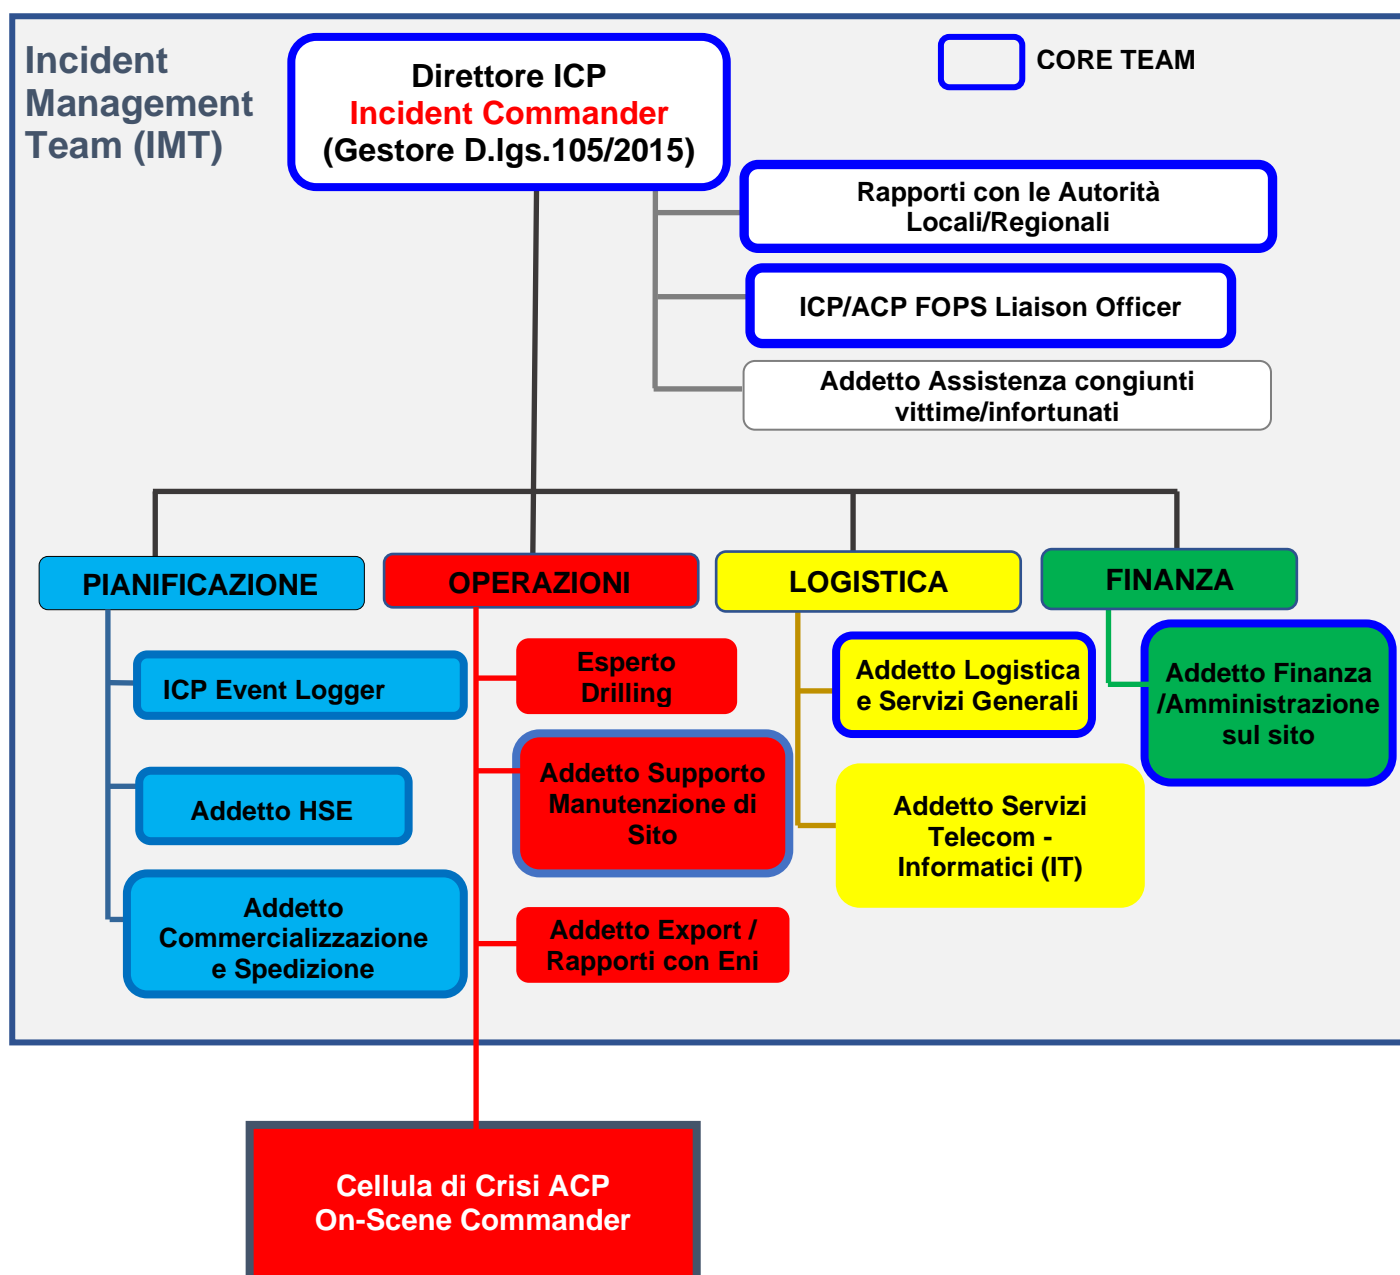 Incident
Management
Team (IMT)
Direttore ICP
Incident Commander
(Gestore D.lgs.105/2015)
CORE TEAM
Rapporti con le Autorità
Locali/Regionali
ICP/ACP FOPS Liaison Officer
Addetto Assistenza congiunti
vittime/infortunati
PIANIFICAZIONE
OPERAZIONI
LOGISTICA
FINANZA
ICP Event Logger
Addetto HSE
Addetto
Commercializzazione
e Spedizione
Esperto
Drilling
Addetto Supporto
Manutenzione di
Sito
Addetto Export /
Rapporti con Eni
Addetto Logistica
e Servizi Generali
Addetto Servizi
Telecom -
Informatici (IT)
Addetto Finanza
/Amministrazione
sul sito
Cellula di Crisi ACP
On-Scene Commander